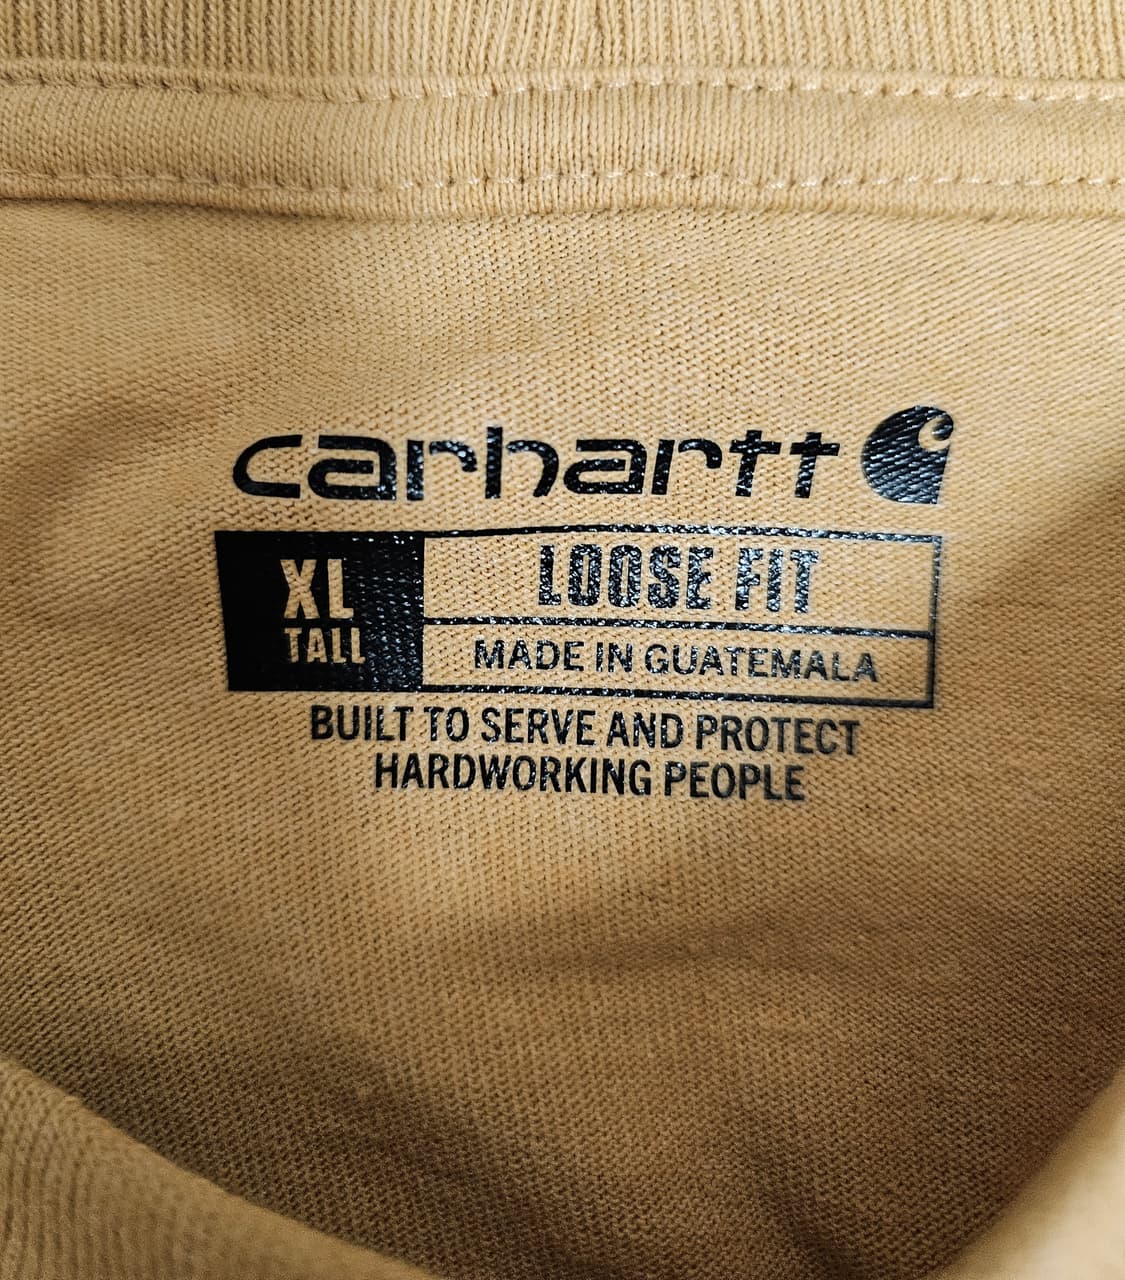 carhartt
XL
TALL
LOOSE FIT
MADE IN GUATEMALA
BUILT TO SERVE AND PROTECT
HARDWORKING PEOPLE